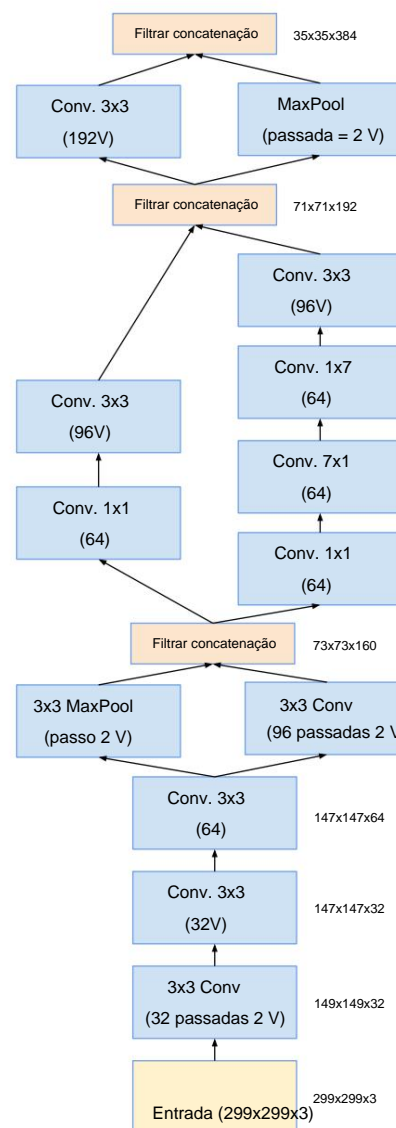 Filtrar concatenação
35x35x384
Conv. 3x3
(192V)
MaxPool
(passada = 2 V)
Filtrar concatenação
71x71x192
Conv. 3x3
(96V)
Conv. 1x7
(64)
Conv. 3x3
(96V)
Conv. 7x1
(64)
Conv. 1x1
(64)
Conv. 1x1
(64)
Filtrar concatenação
73x73x160
3x3 MaxPool
(passo 2 V)
3x3 Conv
(96 passadas 2 V
Conv. 3x3
(64)
147x147x64
Conv. 3x3
(32V)
147x147x32
3x3 Conv
(32 passadas 2 V)
149x149x32
Entrada (299x299x3)
299x299x3